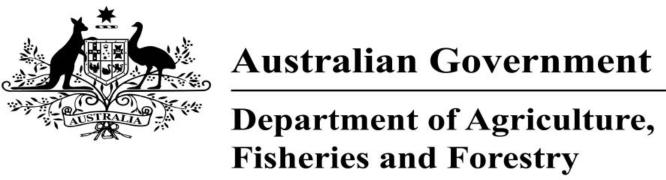 Australian Government
Department of Agriculture,
Fisheries and Forestry
AUSTRALIA